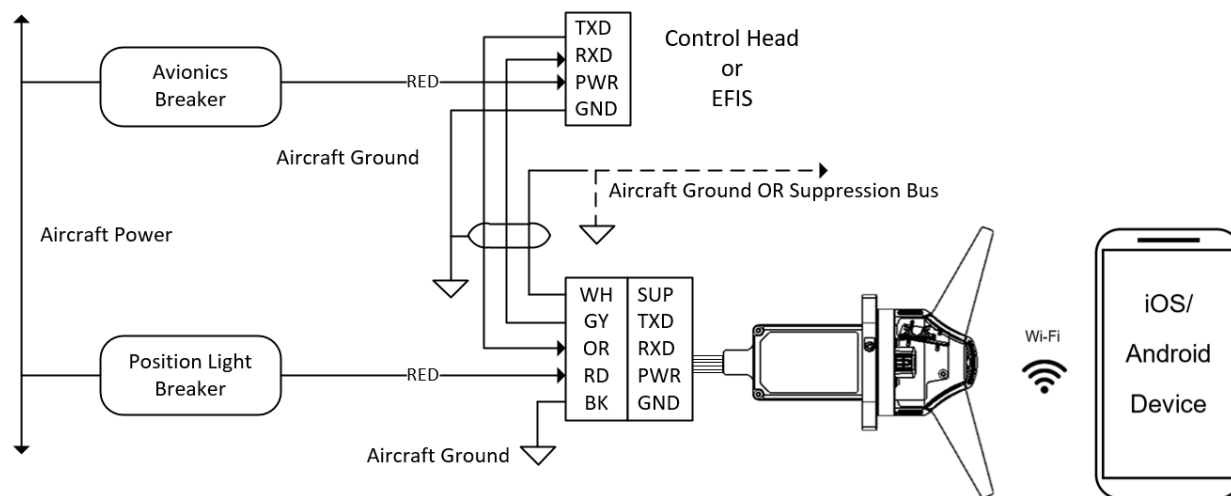 TXD
RXD
PWR
GND
Control Head
or
EFIS
Avionics
Breaker
RED
Aircraft Ground
Aircraft Ground OR Suppression Bus
Aircraft Power
WH SUP
GY TXD
OR RXD
RD PWR
BK GND
Position Light
Breaker
RED
Aircraft Ground
Wi-Fi
iOS/
Android
Device